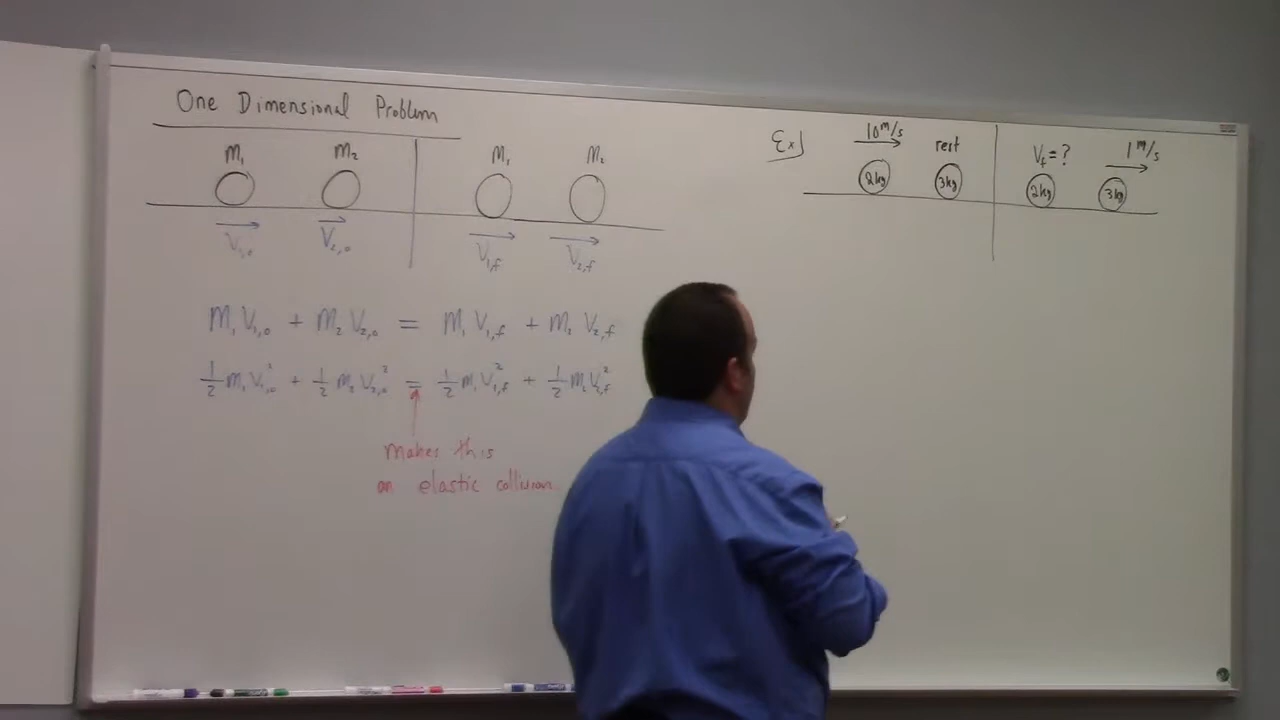 One Dimensional Problem
M₁ M₂ M₁ M₂
V₁,₀ V₂,₀ V₁,f V₂,f
M₁V₁,₀ + M₂V₂,₀ = M₁V₁,f + M₂V₂,f
½M₁V₁,₀² + ½M₂V₂,₀² = ½M₁V₁,f² + ½M₂V₂,f²
makes this
an elastic collision
Ex)
10 m/s rest Vf = ? 1 m/s
2kg 3kg 2kg 3kg